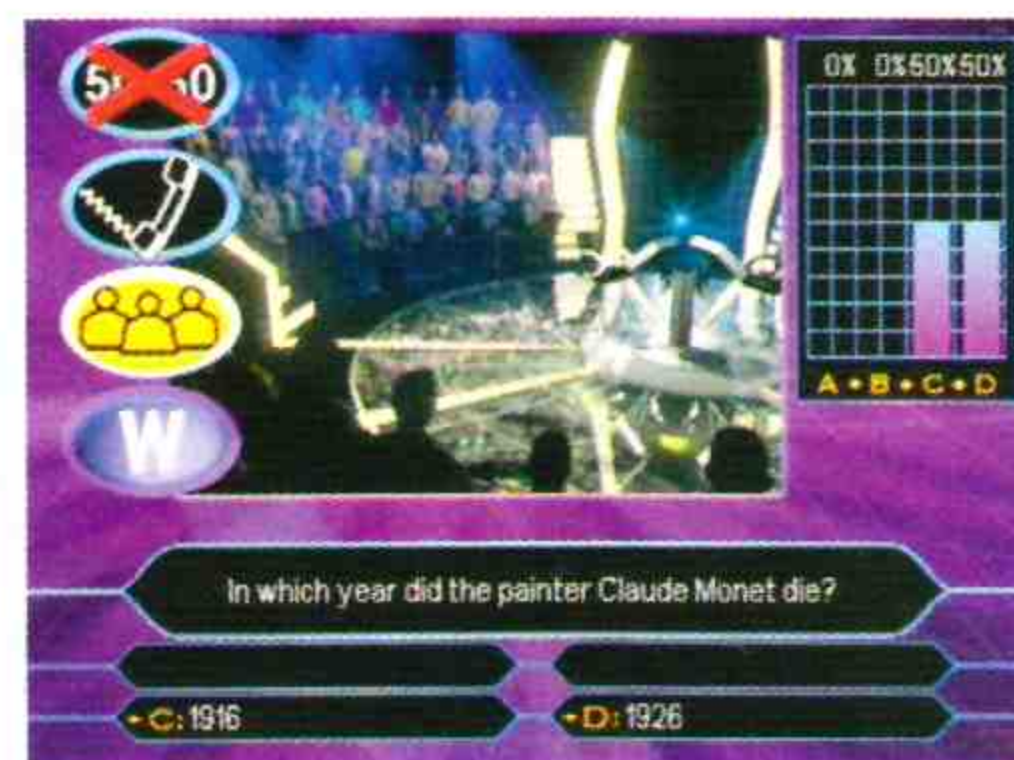 0% 0% 50% 50%
A B C D
W
In which year did the painter Claude Monet die?
C: 1916
D: 1926